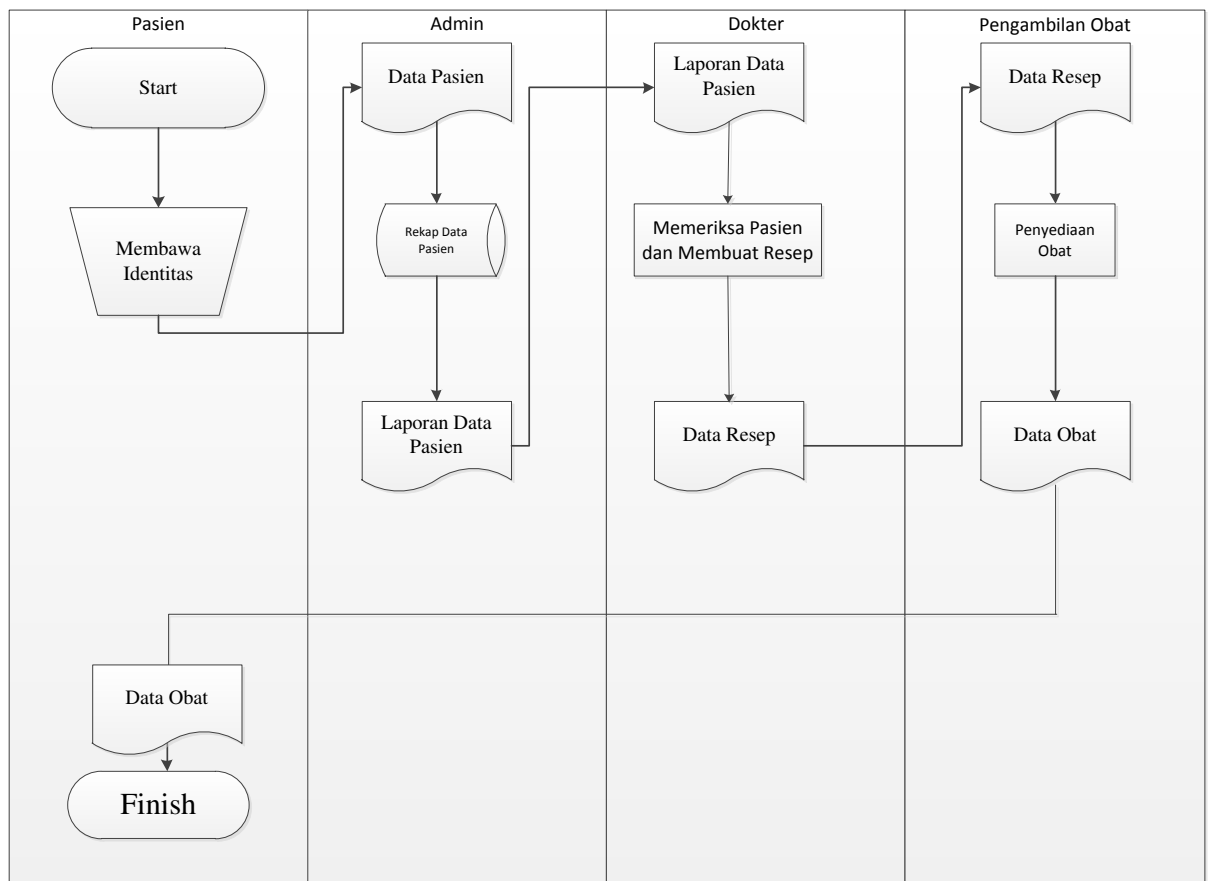 Pasien
Admin
Dokter
Pengambilan Obat
Start
Membawa
Identitas
Data Pasien
Rekap Data
Pasien
Laporan Data
Pasien
Laporan Data
Pasien
Memeriksa Pasien
dan Membuat Resep
Data Resep
Data Resep
Penyediaan
Obat
Data Obat
Data Obat
Finish